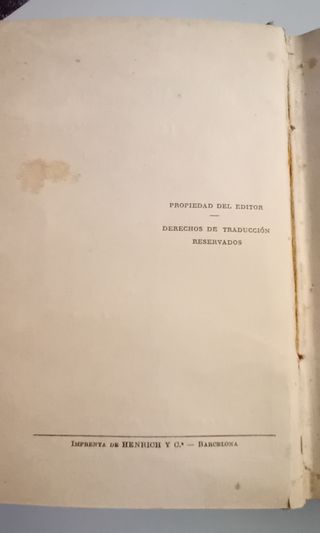 PROPIEDAD DEL EDITOR
DERECHOS DE TRADUCCIÓN
RESERVADOS
IMPRENTA DE HENRICH Y C.ª — BARCELONA